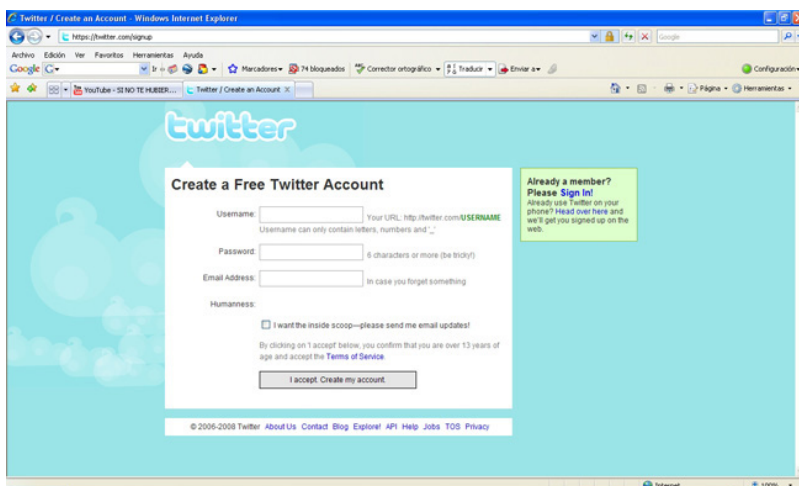 Twitter / Create an Account - Windows Internet Explorer
https://twitter.com/signup
Google
Archivo Edición Ver Favoritos Herramientas Ayuda
Google G Ir Marcadores 74 bloqueados Corrector ortográfico Traducir Enviar a Configuración
YouTube - SI NO TE HUBIER... Twitter / Create an Account X Página Herramientas
twitter
Create a Free Twitter Account
Username: Your URL: http://twitter.com/USERNAME
Username can only contain letters, numbers and '_'
Password: 6 characters or more (be tricky!)
Email Address: In case you forget something
Humanness:
I want the inside scoop—please send me email updates!
By clicking on 'I accept' below, you confirm that you are over 13 years of
age and accept the Terms of Service.
I accept. Create my account.
© 2006-2008 Twitter About Us Contact Blog Explore! API Help Jobs TOS Privacy
Already a member?
Please Sign In!
Already use Twitter on your
phone? Head over here and
we'll get you signed up on the
web.
Internet 100%